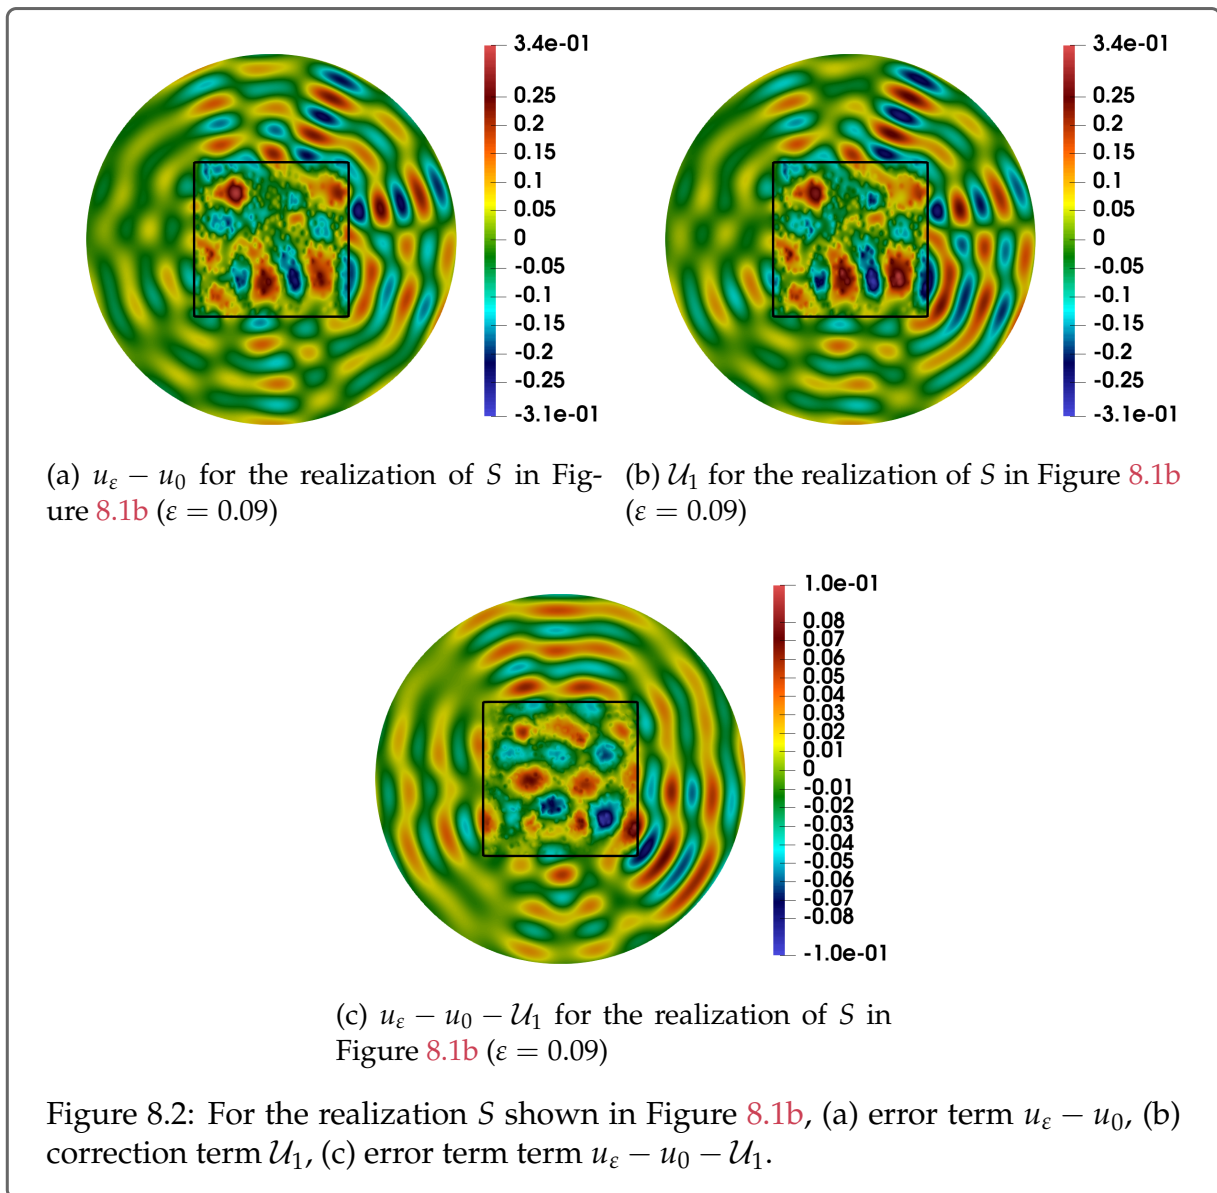 3.4e-01
0.25
0.2
0.15
0.1
0.05
0
-0.05
-0.1
-0.15
-0.2
-0.25
-3.1e-01
3.4e-01
0.25
0.2
0.15
0.1
0.05
0
-0.05
-0.1
-0.15
-0.2
-0.25
-3.1e-01
(a) uε − u0 for the realization of S in Fig-
ure 8.1b (ε = 0.09)
(b) 𝒰1 for the realization of S in Figure 8.1b
(ε = 0.09)
1.0e-01
0.08
0.07
0.06
0.05
0.04
0.03
0.02
0.01
0
-0.01
-0.02
-0.03
-0.04
-0.05
-0.06
-0.07
-0.08
-1.0e-01
(c) uε − u0 − 𝒰1 for the realization of S in
Figure 8.1b (ε = 0.09)
Figure 8.2: For the realization S shown in Figure 8.1b, (a) error term uε − u0, (b)
correction term 𝒰1, (c) error term term uε − u0 − 𝒰1.